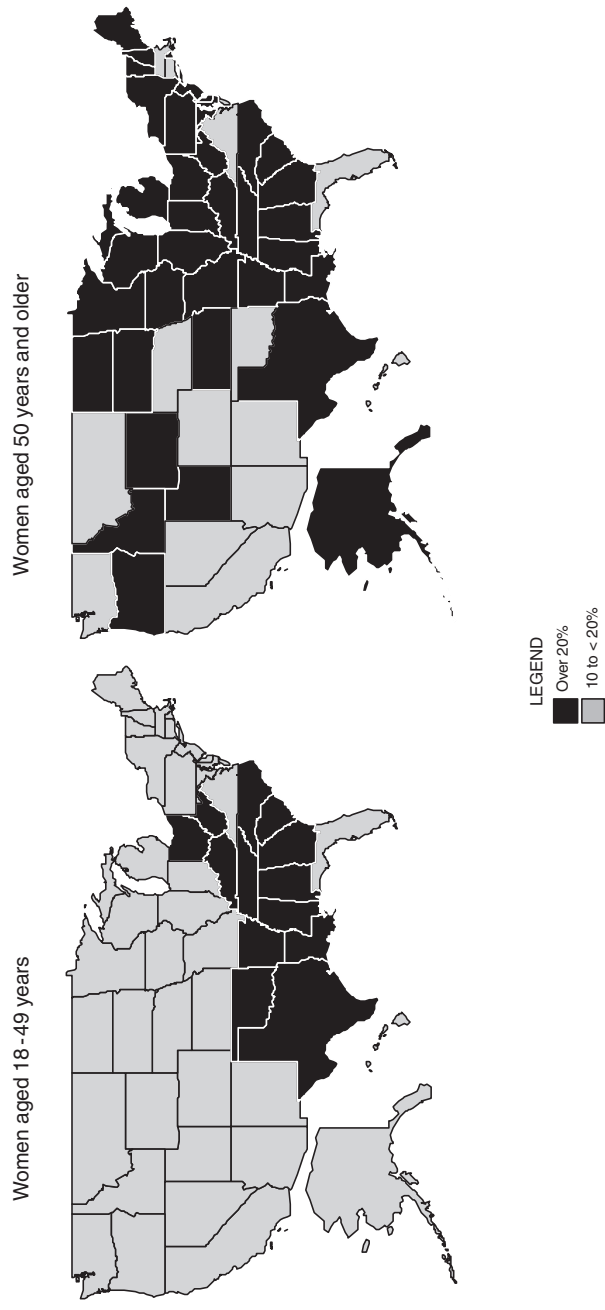 Women aged 18-49 years
Women aged 50 years and older
LEGEND
Over 20%
10 to < 20%